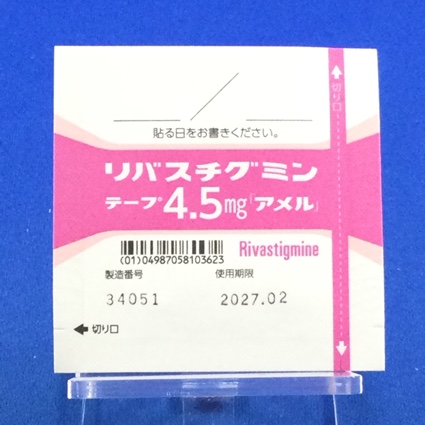 貼る日をお書きください。
切り口
リバスチグミン
テープ®4.5mg「アメル」
Rivastigmine
(01)04987058103623
製造番号 使用期限
34051 2027.02
切り口